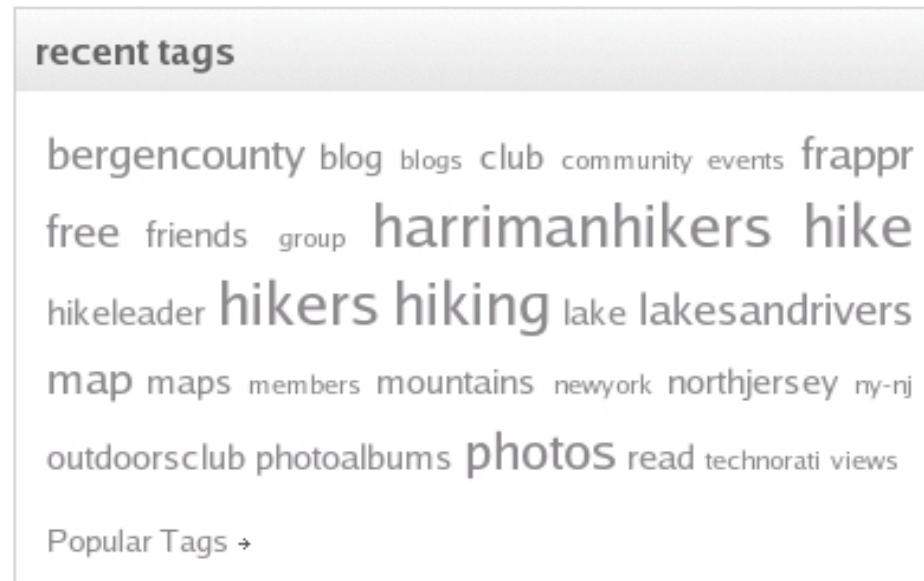 recent tags
bergencounty blog blogs club community events frappr
free friends group harrimanhikers hike
hikeleader hikers hiking lake lakesandrivers
map maps members mountains newyork northjersey ny-nj
outdoorsclub photoalbums photos read technorati views
Popular Tags →